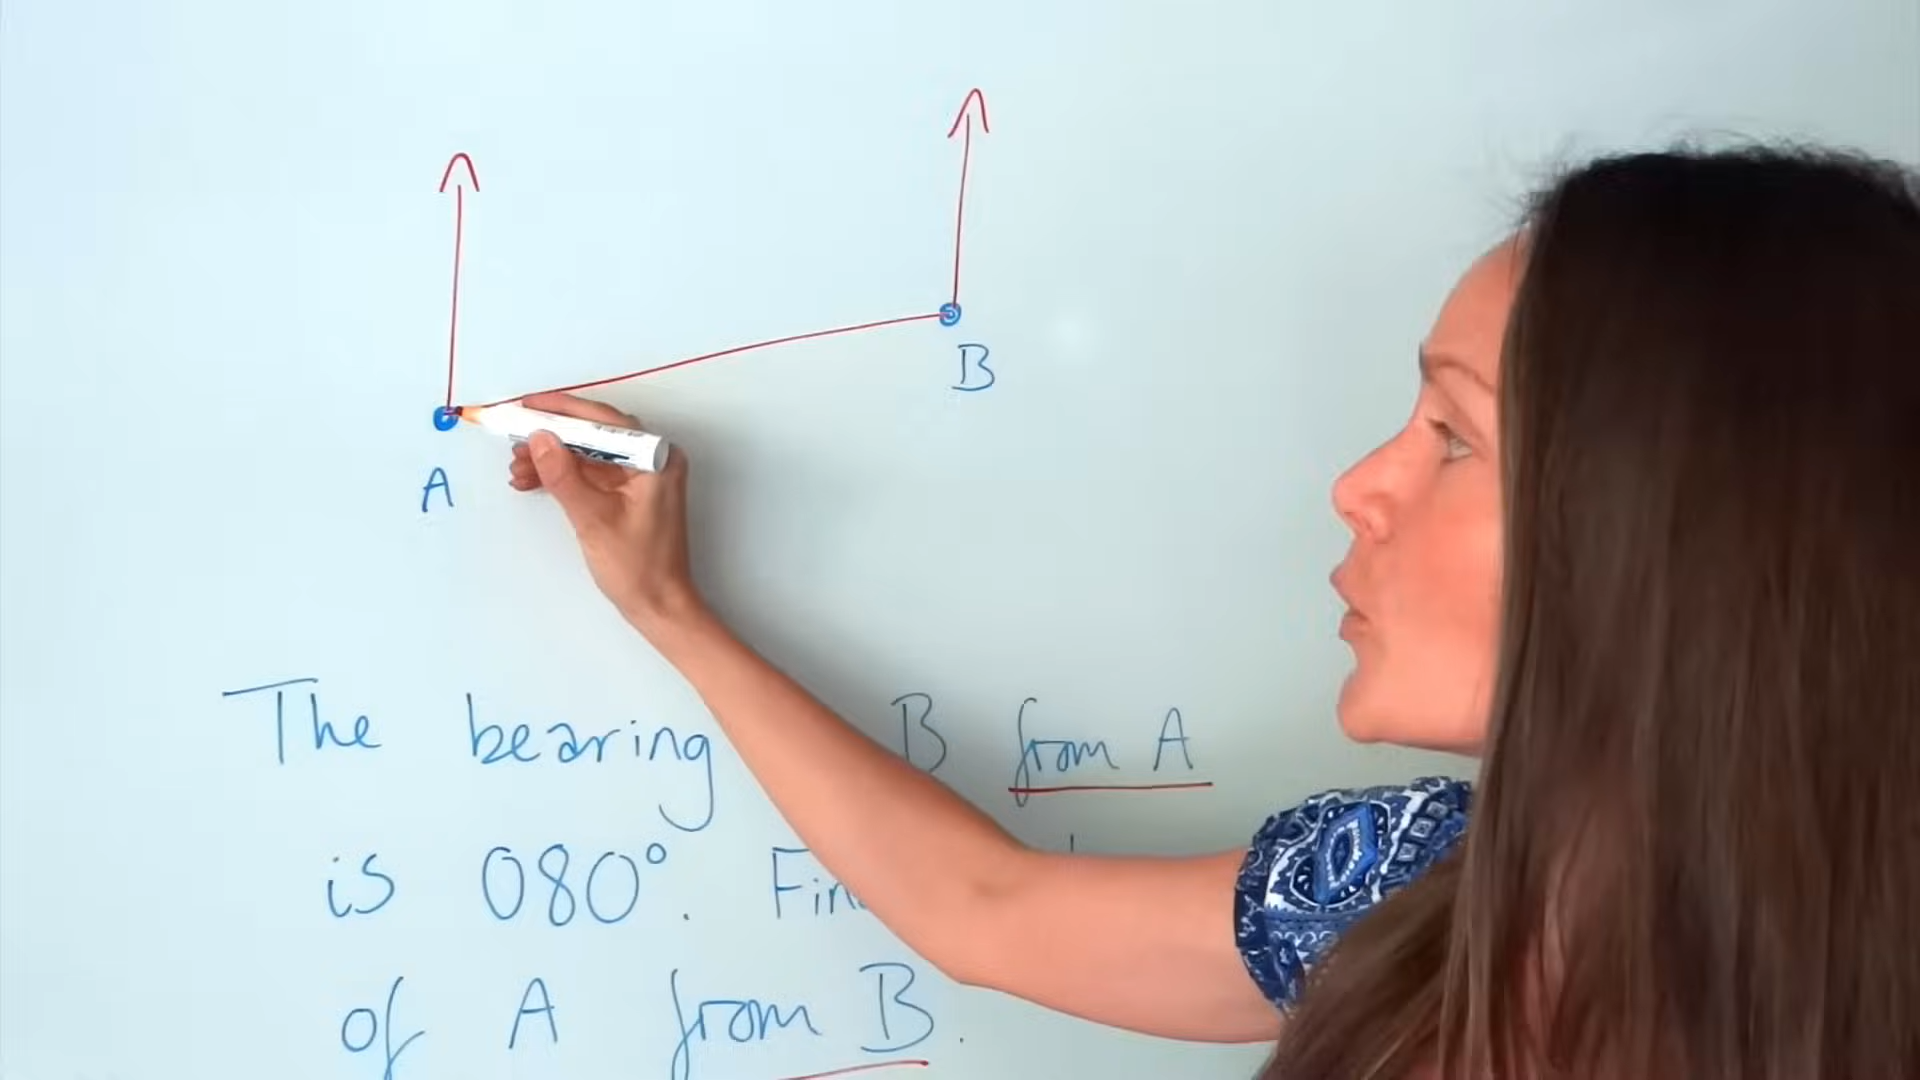 B
A
The bearing B from A
is 080°. Fin
of A from B.